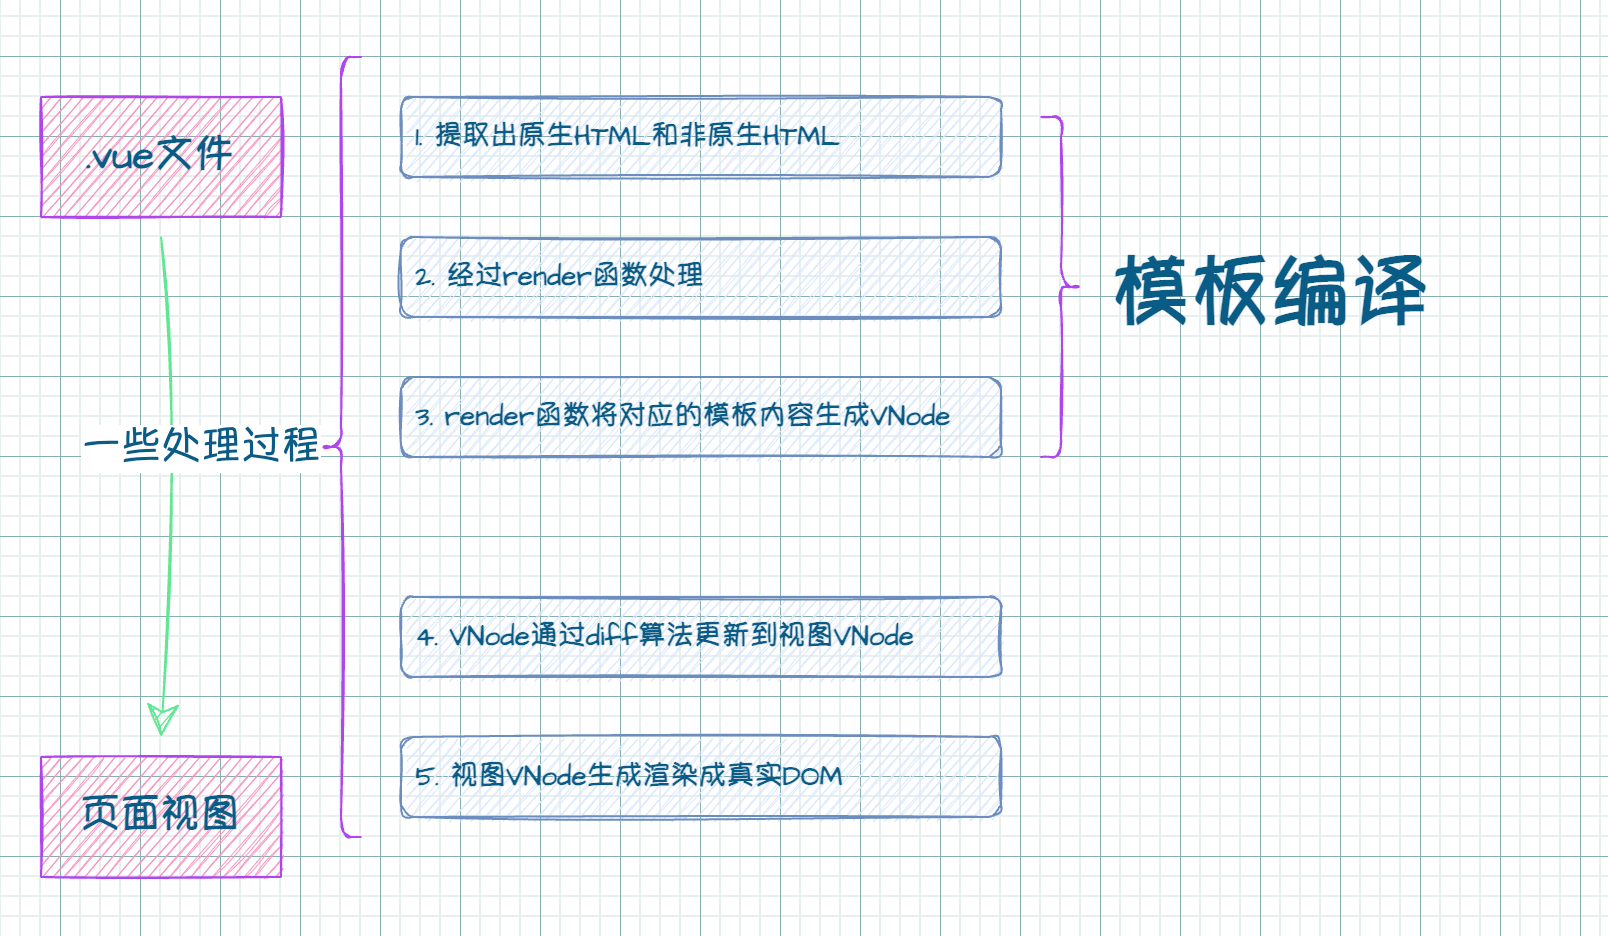 .vue文件
一些处理过程
页面视图
1. 提取出原生HTML和非原生HTML
2. 经过render函数处理
3. render函数将对应的模板内容生成VNode
4. VNode通过diff算法更新到视图VNode
5. 视图VNode生成渲染成真实DOM
模板编译